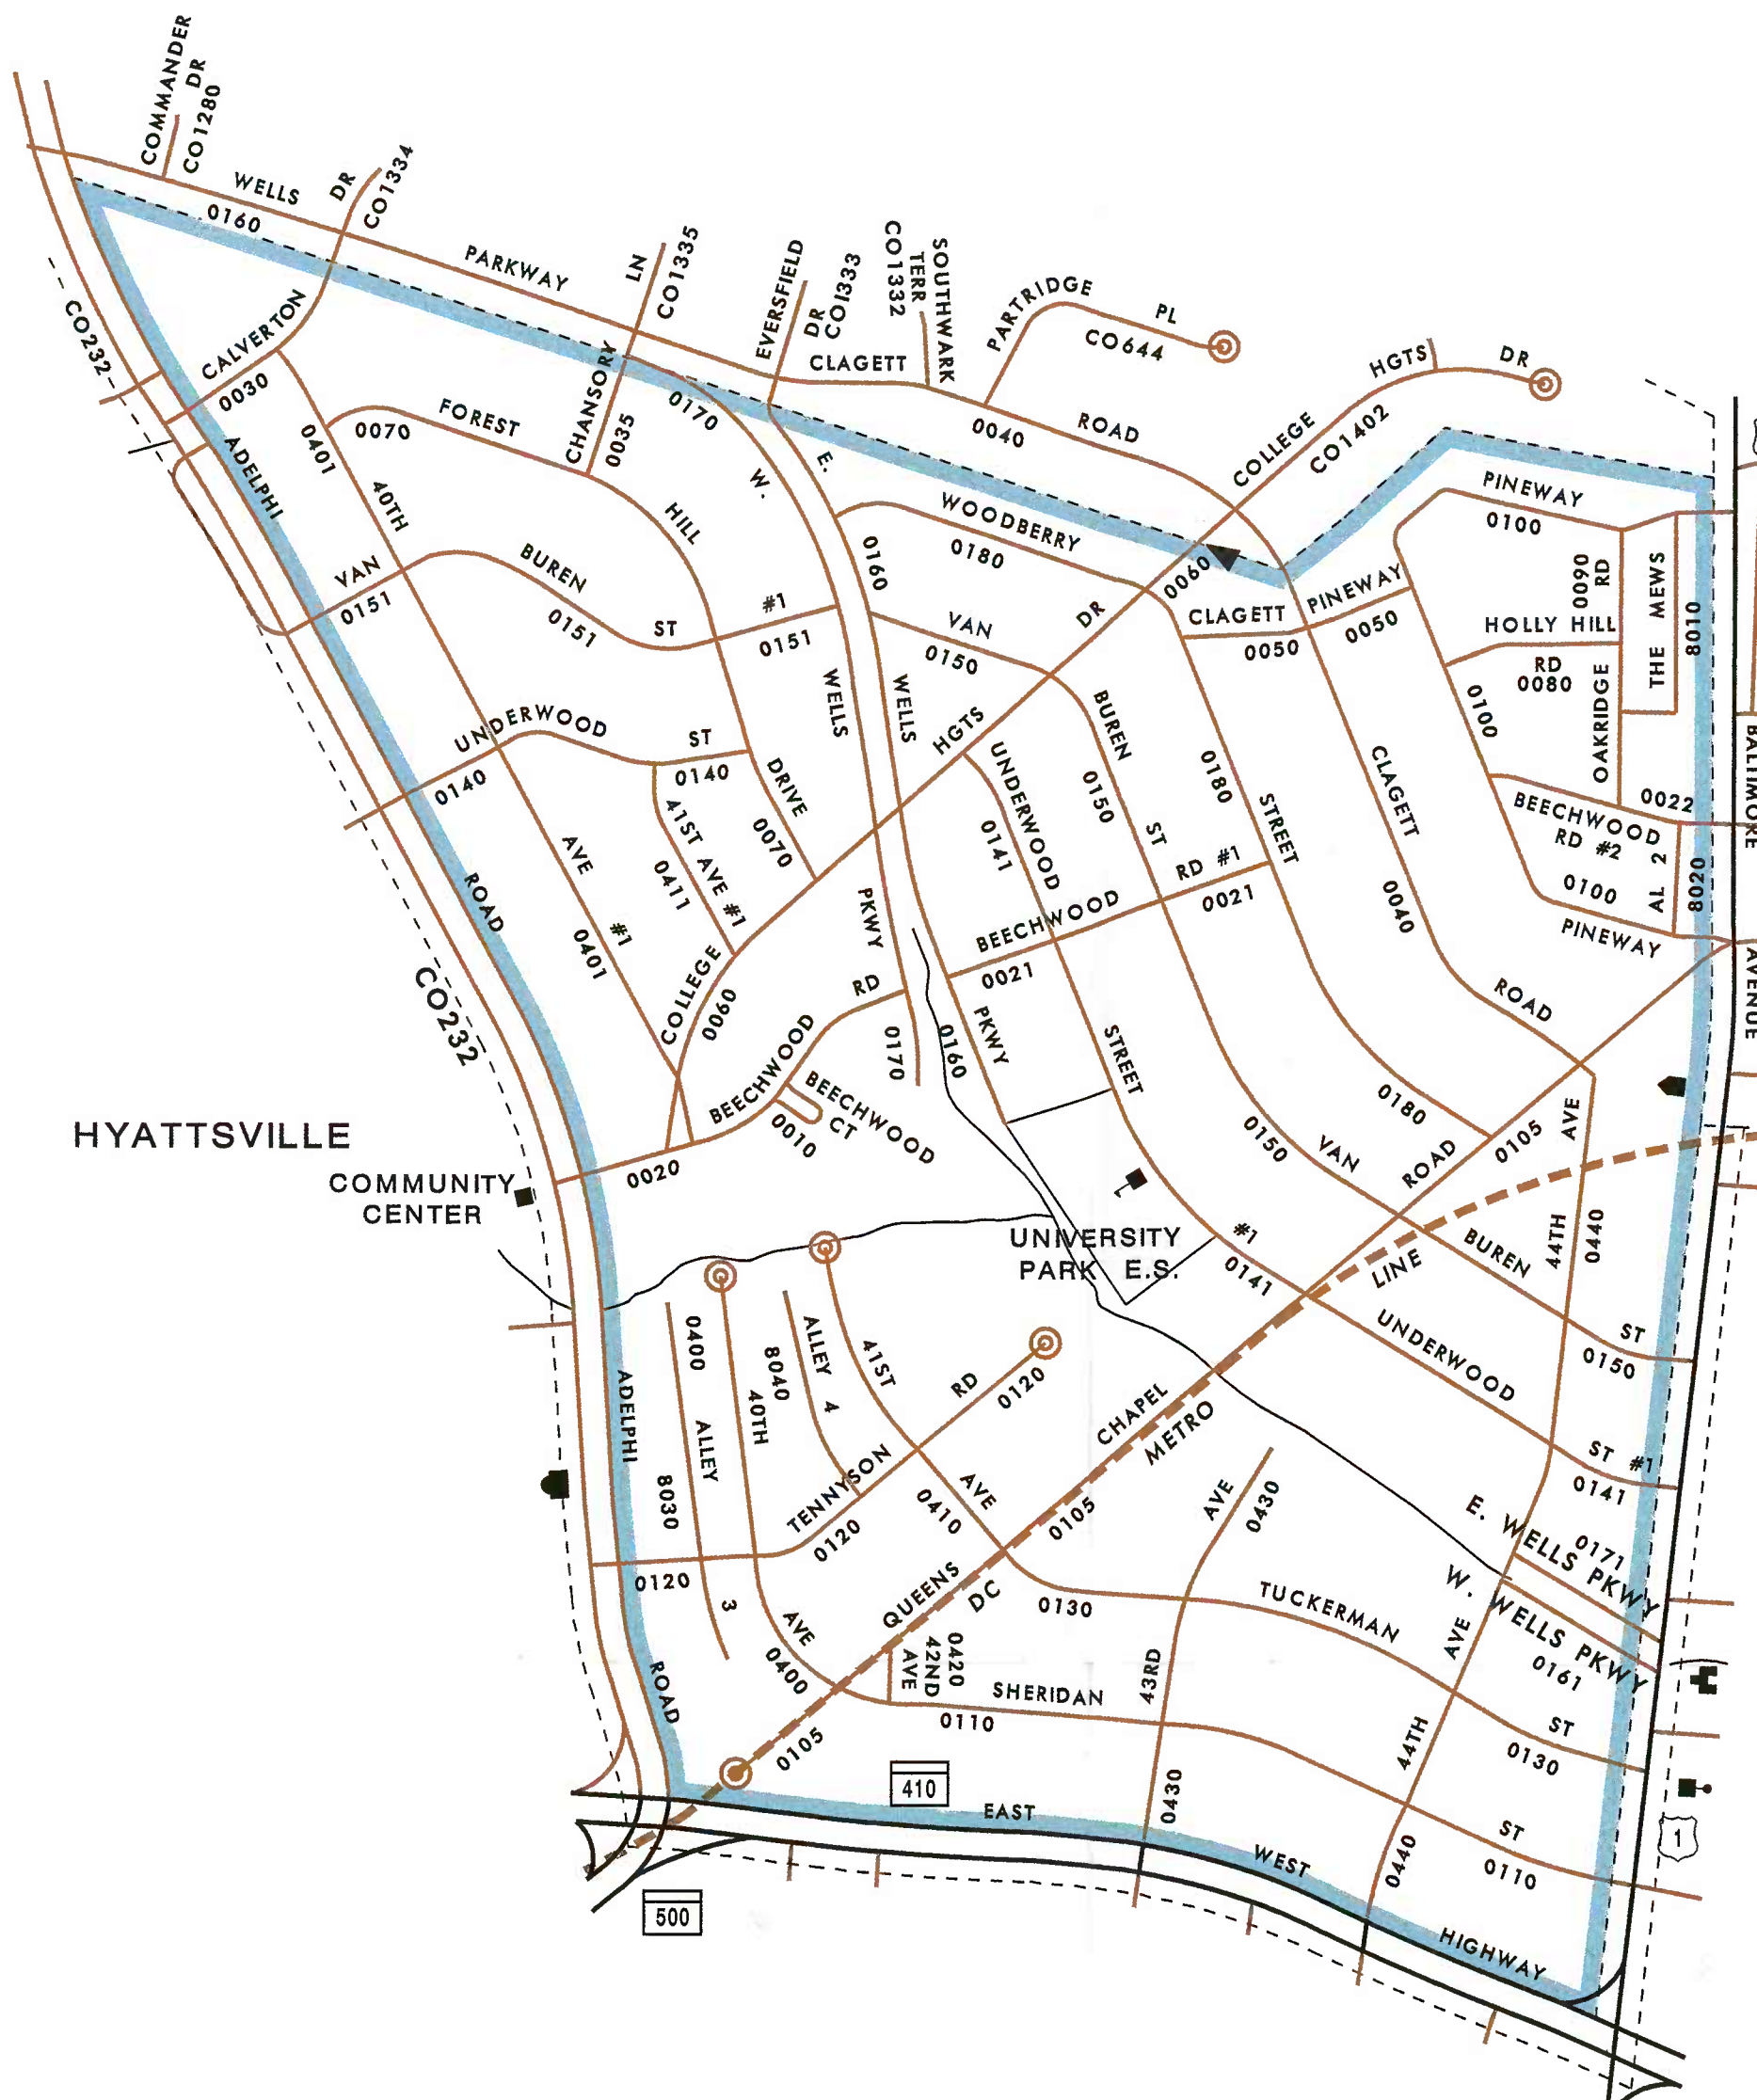 COMMANDER
DR
CO1280
WELLS
0160
DR
CO1334
PARKWAY
LN
CO1335
EVERSFIELD
DR
CO1333
SOUTHWARK
TERR
CO1332
CLAGETT
PARTRIDGE
PL
CO644
0040
ROAD
HGTS
DR
COLLEGE
CO1402
CO232
CALVERTON
0030
0070
FOREST
CHANSORY
0035
0170
0401
ADELPHI
40TH
HILL
W.
E.
WOODBERRY
0180
0060
PINEWAY
0100
0090
RD
THE MEWS
8010
VAN
0151
BUREN
0151
ST
#1
0151
0160
VAN
0150
DR
CLAGETT
0050
PINEWAY
0050
HOLLY HILL
RD
0080
OAKRIDGE
0100
UNDERWOOD
0140
ST
0140
DRIVE
WELLS
WELLS
HGTS
UNDERWOOD
BUREN
0180
CLAGETT
BALTIMORE
0022
BEECHWOOD
RD #2
41ST AVE #1
0411
0070
0141
0150
ST
STREET
AL 2
8020
AVE
#1
0401
ROAD
PKWY
BEECHWOOD
RD #1
0021
0021
0040
0100
PINEWAY
CO232
COLLEGE
0060
RD
BEECHWOOD
0170
0160
PKWY
STREET
ROAD
AVENUE
HYATTSVILLE
COMMUNITY
CENTER
0020
BEECHWOOD
CT
0010
0150
VAN
0180
ROAD
0105
AVE
UNIVERSITY
PARK E.S.
#1
0141
LINE
BUREN
44TH
0440
ST
0150
ADELPHI
0400
ALLEY
8030
3
40TH
8040
ALLEY 4
41ST
RD
0120
TENNYSON
0120
0120
AVE
0410
CHAPEL
METRO
0105
UNDERWOOD
ST #1
0141
AVE
0430
E. WELLS PKWY
0171
W. WELLS PKWY
0161
ROAD
AVE
0400
QUEENS
DC
0130
TUCKERMAN
AVE
0420
42ND
AVE
SHERIDAN
0110
43RD
ST
0130
0105
410
EAST
0430
44TH
1
ST
0110
WEST
0440
HIGHWAY
500